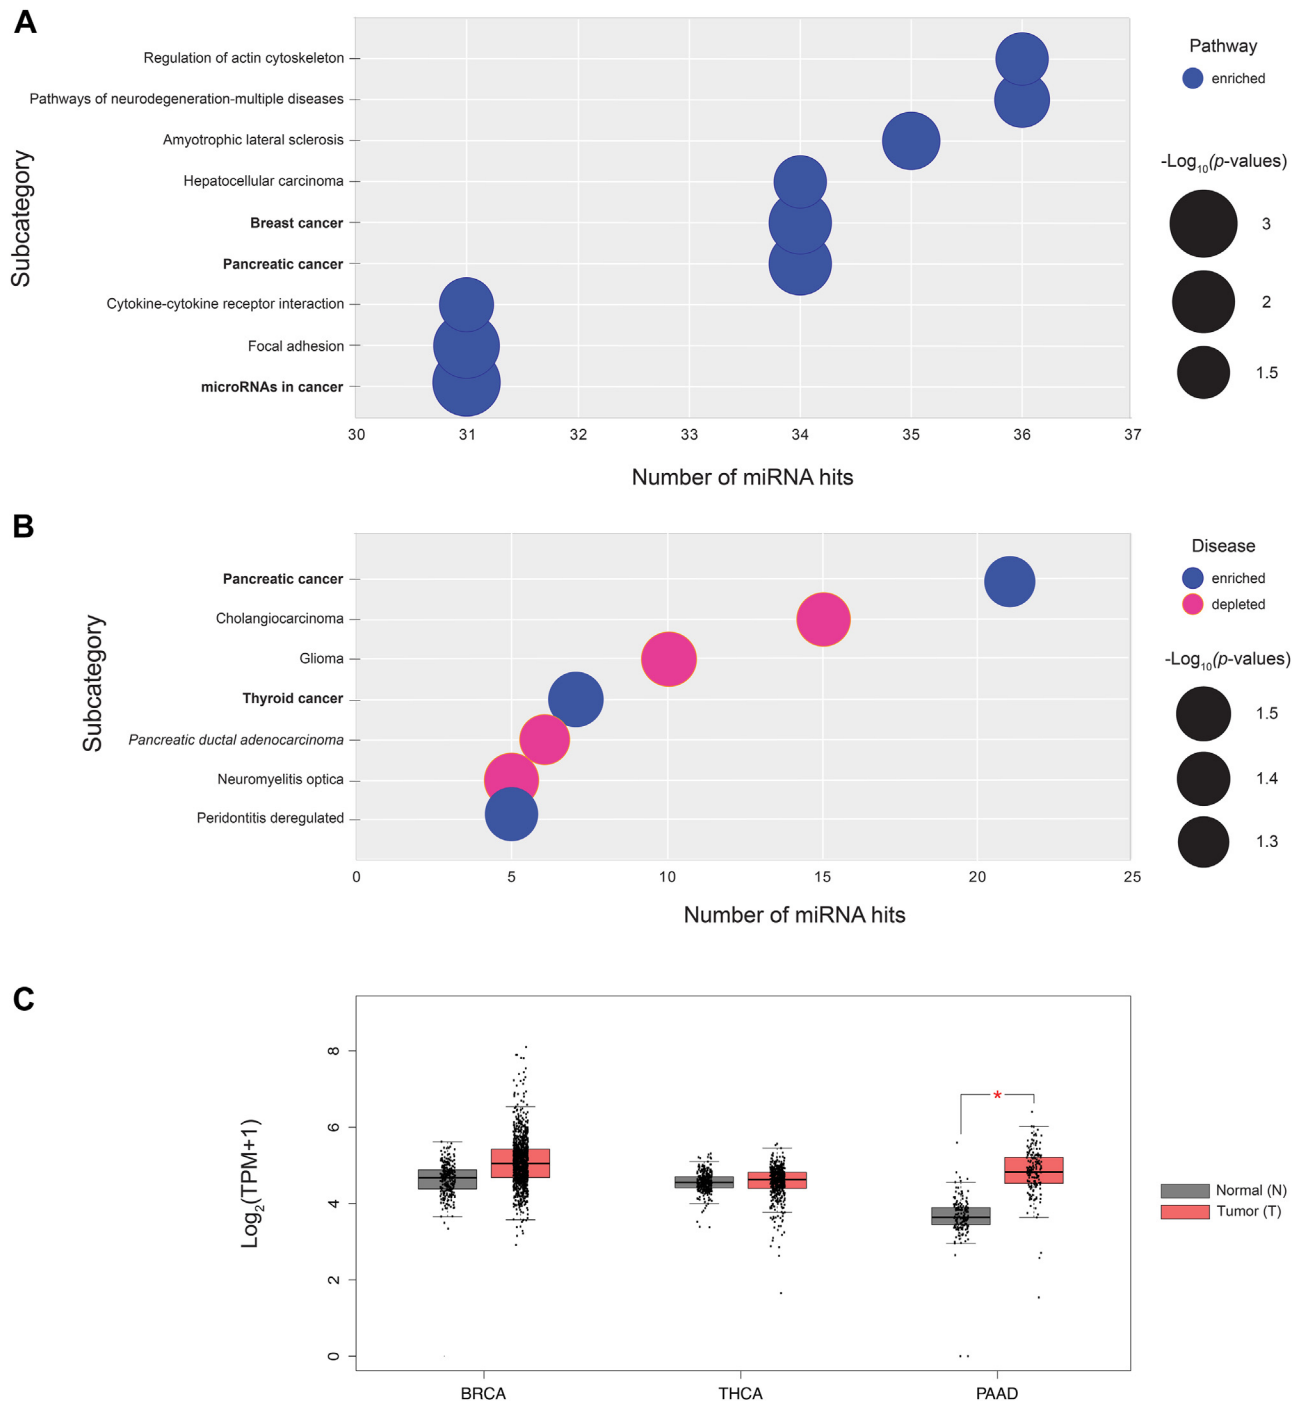 A
Subcategory
Regulation of actin cytoskeleton
Pathways of neurodegeneration-multiple diseases
Amyotrophic lateral sclerosis
Hepatocellular carcinoma
Breast cancer
Pancreatic cancer
Cytokine-cytokine receptor interaction
Focal adhesion
microRNAs in cancer
30 31 32 33 34 35 36 37
Number of miRNA hits
Pathway
enriched
-Log10(p-values)
3
2
1.5
B
Subcategory
Pancreatic cancer
Cholangiocarcinoma
Glioma
Thyroid cancer
Pancreatic ductal adenocarcinoma
Neuromyelitis optica
Peridontitis deregulated
0 5 10 15 20 25
Number of miRNA hits
Disease
enriched
depleted
-Log10(p-values)
1.5
1.4
1.3
C
Log2(TPM+1)
8
6
4
2
0
*
BRCA THCA PAAD
Normal (N)
Tumor (T)